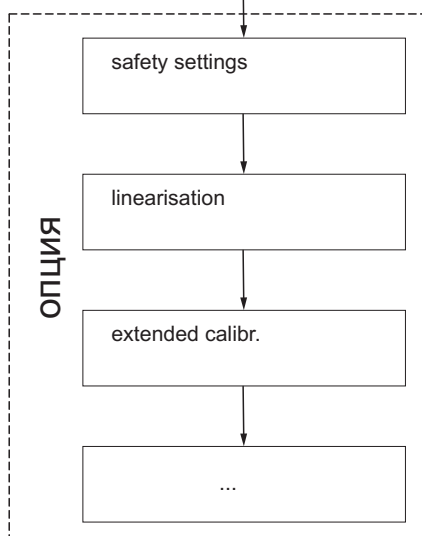 safety settings
linearisation
ОПЦИЯ
extended calibr.
...